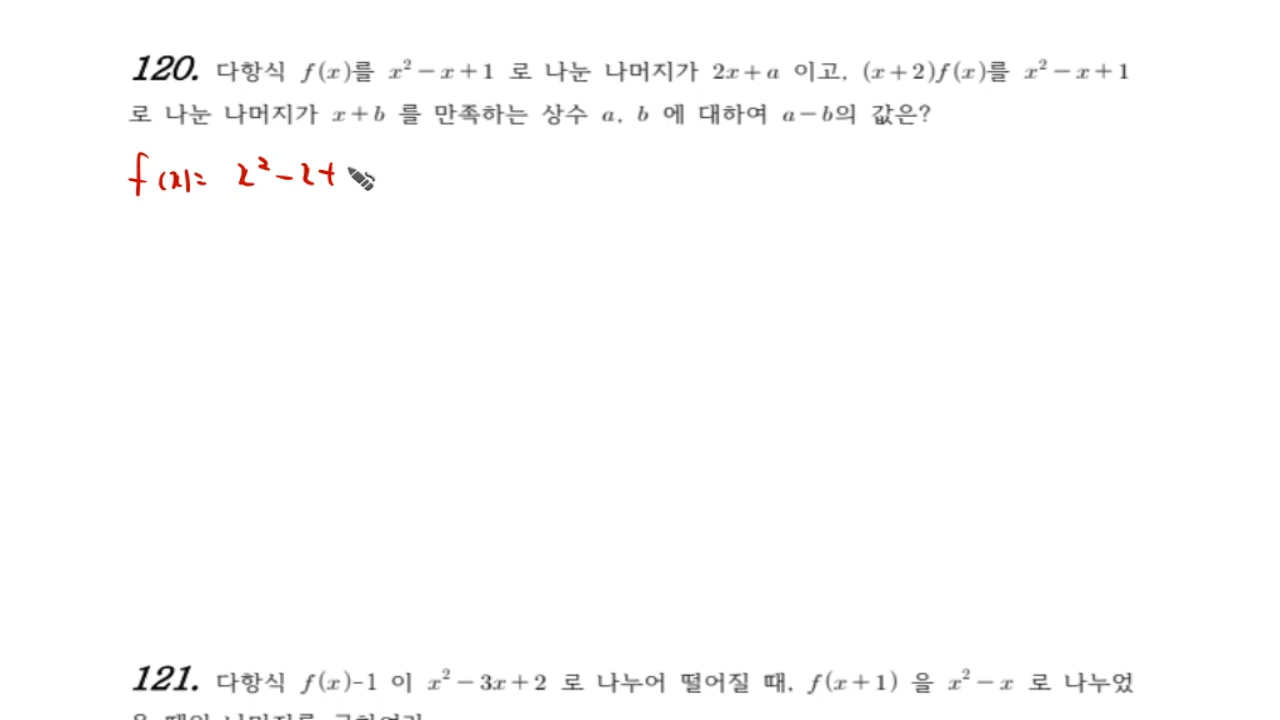 120. 다항식 f(x)를 x² − x + 1 로 나눈 나머지가 2x + a 이고, (x+2)f(x)를 x² − x + 1
로 나눈 나머지가 x + b 를 만족하는 상수 a, b 에 대하여 a − b의 값은?
f(x)= x² − x +
121. 다항식 f(x)-1 이 x² − 3x + 2 로 나누어 떨어질 때, f(x+1) 을 x² − x 로 나누었